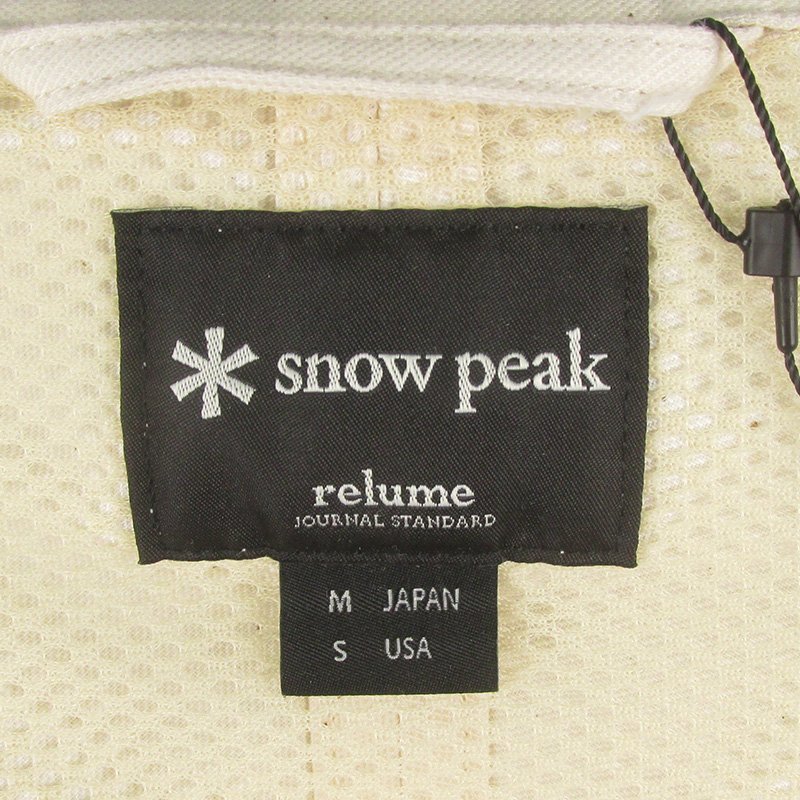 snow peak
relume
JOURNAL STANDARD
M JAPAN
S USA